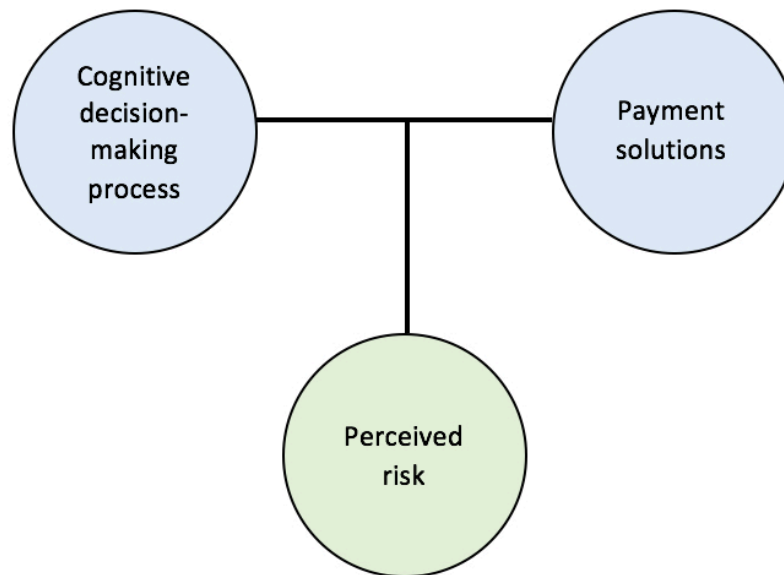 Cognitive
decision-
making
process
Payment
solutions
Perceived
risk